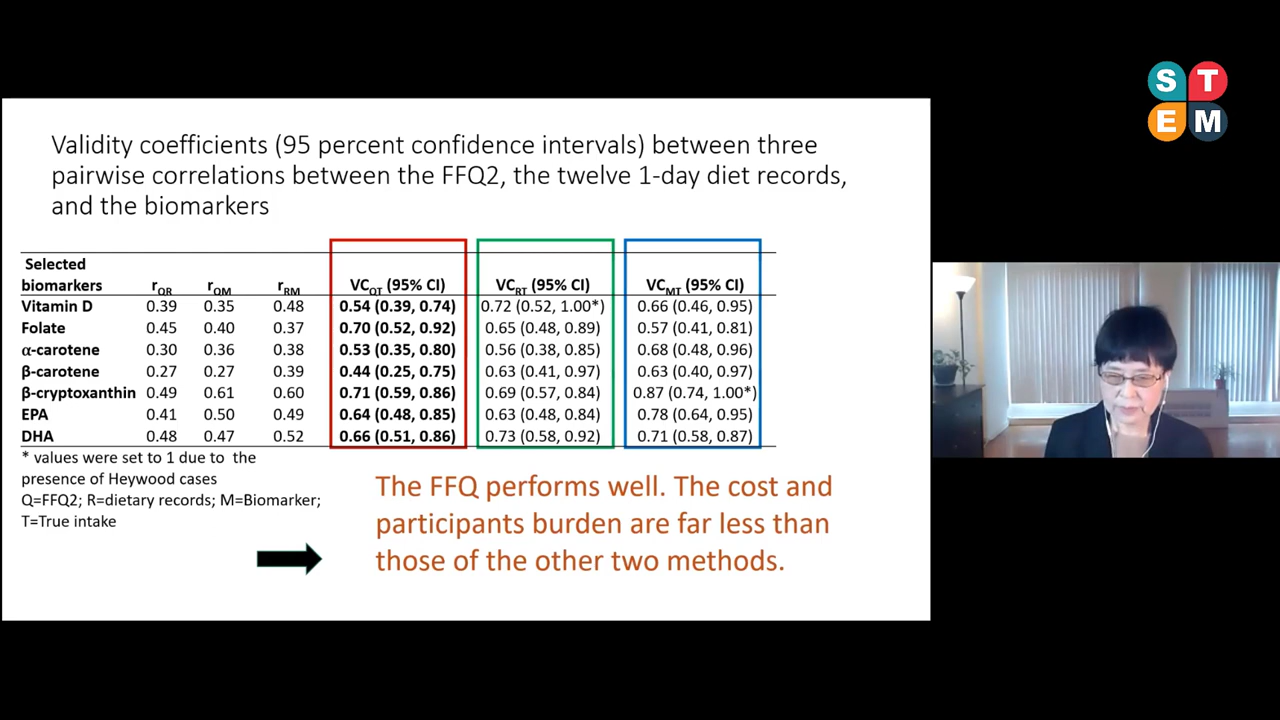 S T
E M
Validity coefficients (95 percent confidence intervals) between three
pairwise correlations between the FFQ2, the twelve 1-day diet records,
and the biomarkers
Selected
biomarkers rQR rQM rRM VCQT (95% CI) VCRT (95% CI) VCMT (95% CI)
Vitamin D 0.39 0.35 0.48 0.54 (0.39, 0.74) 0.72 (0.52, 1.00*) 0.66 (0.46, 0.95)
Folate 0.45 0.40 0.37 0.70 (0.52, 0.92) 0.65 (0.48, 0.89) 0.57 (0.41, 0.81)
α-carotene 0.30 0.36 0.38 0.53 (0.35, 0.80) 0.56 (0.38, 0.85) 0.68 (0.48, 0.96)
β-carotene 0.27 0.27 0.39 0.44 (0.25, 0.75) 0.63 (0.41, 0.97) 0.63 (0.40, 0.97)
β-cryptoxanthin 0.49 0.61 0.60 0.71 (0.59, 0.86) 0.69 (0.57, 0.84) 0.87 (0.74, 1.00*)
EPA 0.41 0.50 0.49 0.64 (0.48, 0.85) 0.63 (0.48, 0.84) 0.78 (0.64, 0.95)
DHA 0.48 0.47 0.52 0.66 (0.51, 0.86) 0.73 (0.58, 0.92) 0.71 (0.58, 0.87)
* values were set to 1 due to the
presence of Heywood cases
Q=FFQ2; R=dietary records; M=Biomarker;
T=True intake
The FFQ performs well. The cost and
participants burden are far less than
those of the other two methods.